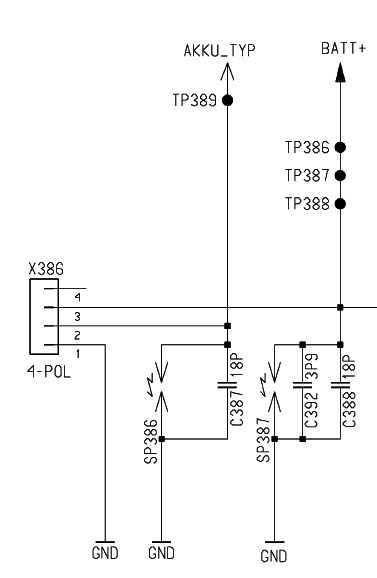 AKKU_TYP
BATT+
TP389
TP386
TP387
TP388
X386
4
3
2
1
4-POL
SP386
18P
C387
SP387
3P9
C392
18P
C388
GND
GND
GND